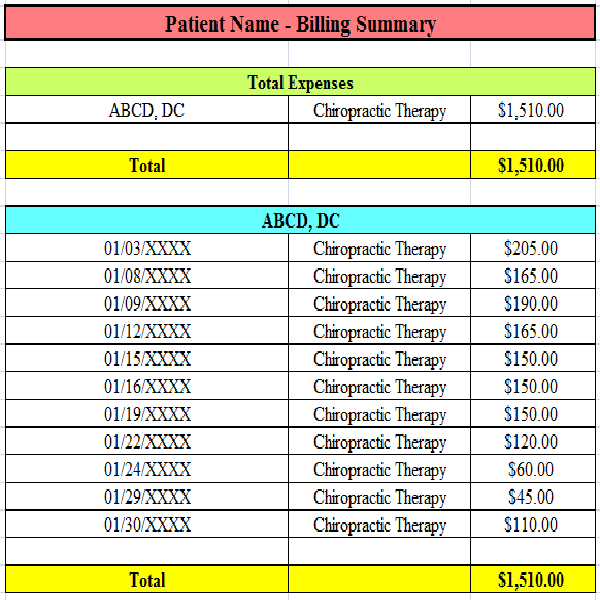 Patient Name - Billing Summary
Total Expenses
ABCD, DC Chiropractic Therapy $1,510.00
Total $1,510.00
ABCD, DC
01/03/XXXX Chiropractic Therapy $205.00
01/08/XXXX Chiropractic Therapy $165.00
01/09/XXXX Chiropractic Therapy $190.00
01/12/XXXX Chiropractic Therapy $165.00
01/15/XXXX Chiropractic Therapy $150.00
01/16/XXXX Chiropractic Therapy $150.00
01/19/XXXX Chiropractic Therapy $150.00
01/22/XXXX Chiropractic Therapy $120.00
01/24/XXXX Chiropractic Therapy $60.00
01/29/XXXX Chiropractic Therapy $45.00
01/30/XXXX Chiropractic Therapy $110.00
Total $1,510.00